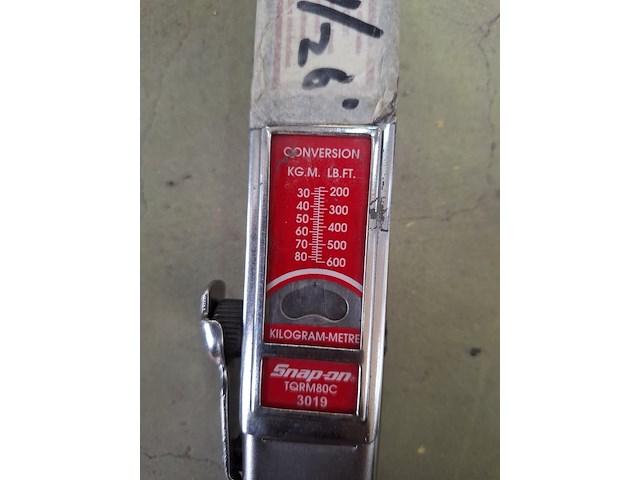 CONVERSION
KG.M. LB.FT.
30 200
40 300
50 400
60
70 500
80 600
KILOGRAM-METRE
Snap-on
TQRM80C
3019